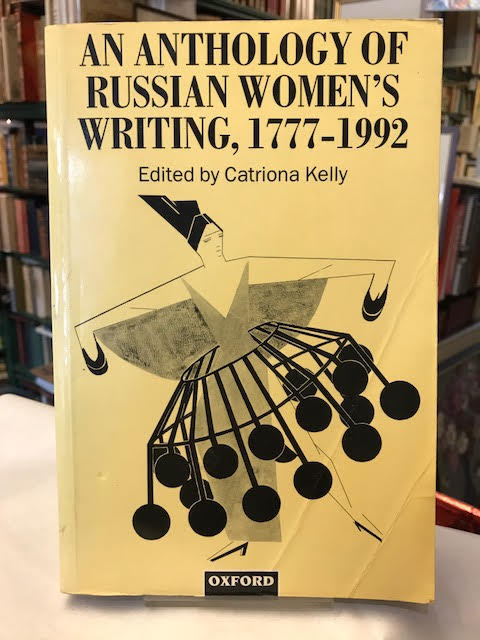 AN ANTHOLOGY OF
RUSSIAN WOMEN'S
WRITING, 1777–1992
Edited by Catriona Kelly
OXFORD